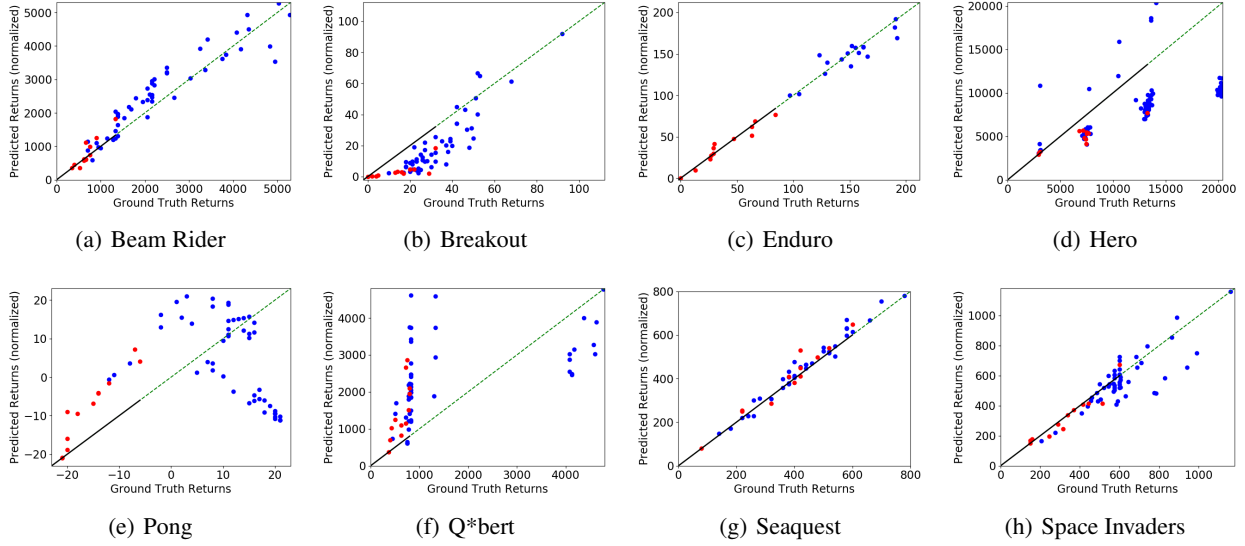 5000
4000
3000
2000
1000
0
Predicted Returns (normalized)
0 1000 2000 3000 4000 5000
Ground Truth Returns
(a) Beam Rider
100
80
60
40
20
0
Predicted Returns (normalized)
0 20 40 60 80 100
Ground Truth Returns
(b) Breakout
200
150
100
50
0
Predicted Returns (normalized)
0 50 100 150 200
Ground Truth Returns
(c) Enduro
20000
15000
10000
5000
0
Predicted Returns (normalized)
0 5000 10000 15000 20000
Ground Truth Returns
(d) Hero
20
10
0
−10
−20
Predicted Returns (normalized)
−20 −10 0 10 20
Ground Truth Returns
(e) Pong
4000
3000
2000
1000
0
Predicted Returns (normalized)
0 1000 2000 3000 4000
Ground Truth Returns
(f) Q*bert
800
600
400
200
0
Predicted Returns (normalized)
0 200 400 600 800
Ground Truth Returns
(g) Seaquest
1000
800
600
400
200
0
Predicted Returns (normalized)
0 200 400 600 800 1000
Ground Truth Returns
(h) Space Invaders